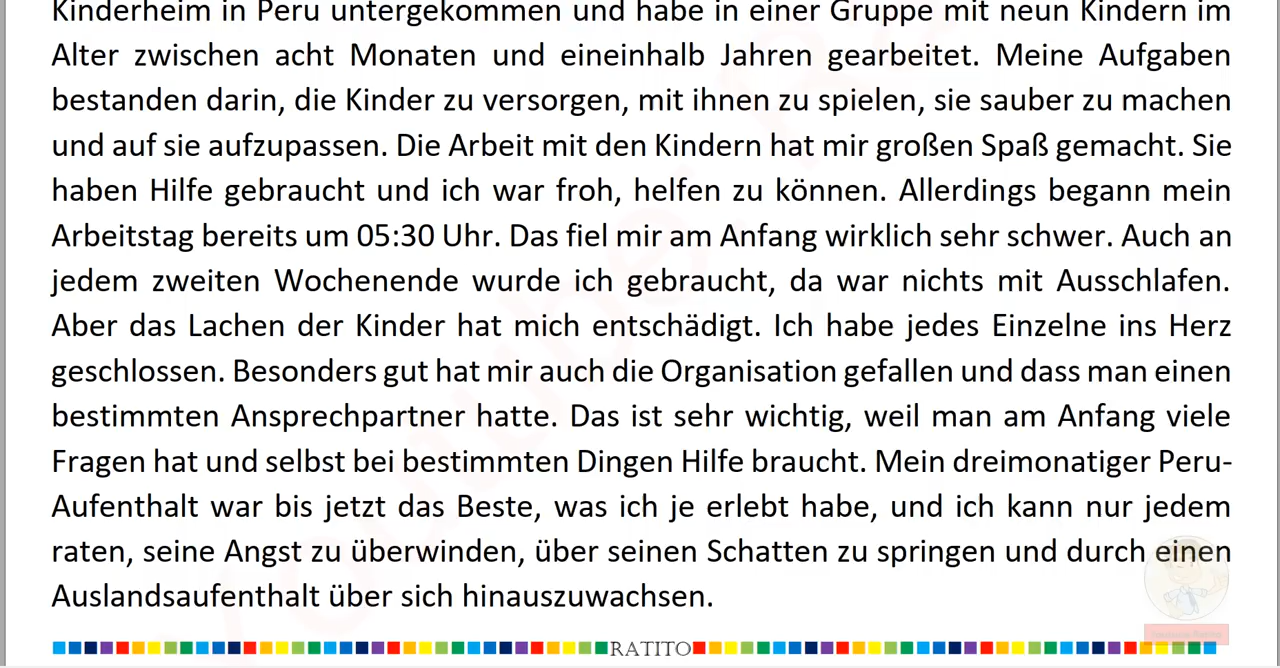 Kinderheim in Peru untergekommen und habe in einer Gruppe mit neun Kindern im
Alter zwischen acht Monaten und eineinhalb Jahren gearbeitet. Meine Aufgaben
bestanden darin, die Kinder zu versorgen, mit ihnen zu spielen, sie sauber zu machen
und auf sie aufzupassen. Die Arbeit mit den Kindern hat mir großen Spaß gemacht. Sie
haben Hilfe gebraucht und ich war froh, helfen zu können. Allerdings begann mein
Arbeitstag bereits um 05:30 Uhr. Das fiel mir am Anfang wirklich sehr schwer. Auch an
jedem zweiten Wochenende wurde ich gebraucht, da war nichts mit Ausschlafen.
Aber das Lachen der Kinder hat mich entschädigt. Ich habe jedes Einzelne ins Herz
geschlossen. Besonders gut hat mir auch die Organisation gefallen und dass man einen
bestimmten Ansprechpartner hatte. Das ist sehr wichtig, weil man am Anfang viele
Fragen hat und selbst bei bestimmten Dingen Hilfe braucht. Mein dreimonatiger Peru-
Aufenthalt war bis jetzt das Beste, was ich je erlebt habe, und ich kann nur jedem
raten, seine Angst zu überwinden, über seinen Schatten zu springen und durch einen
Auslandsaufenthalt über sich hinauszuwachsen.
RATITO